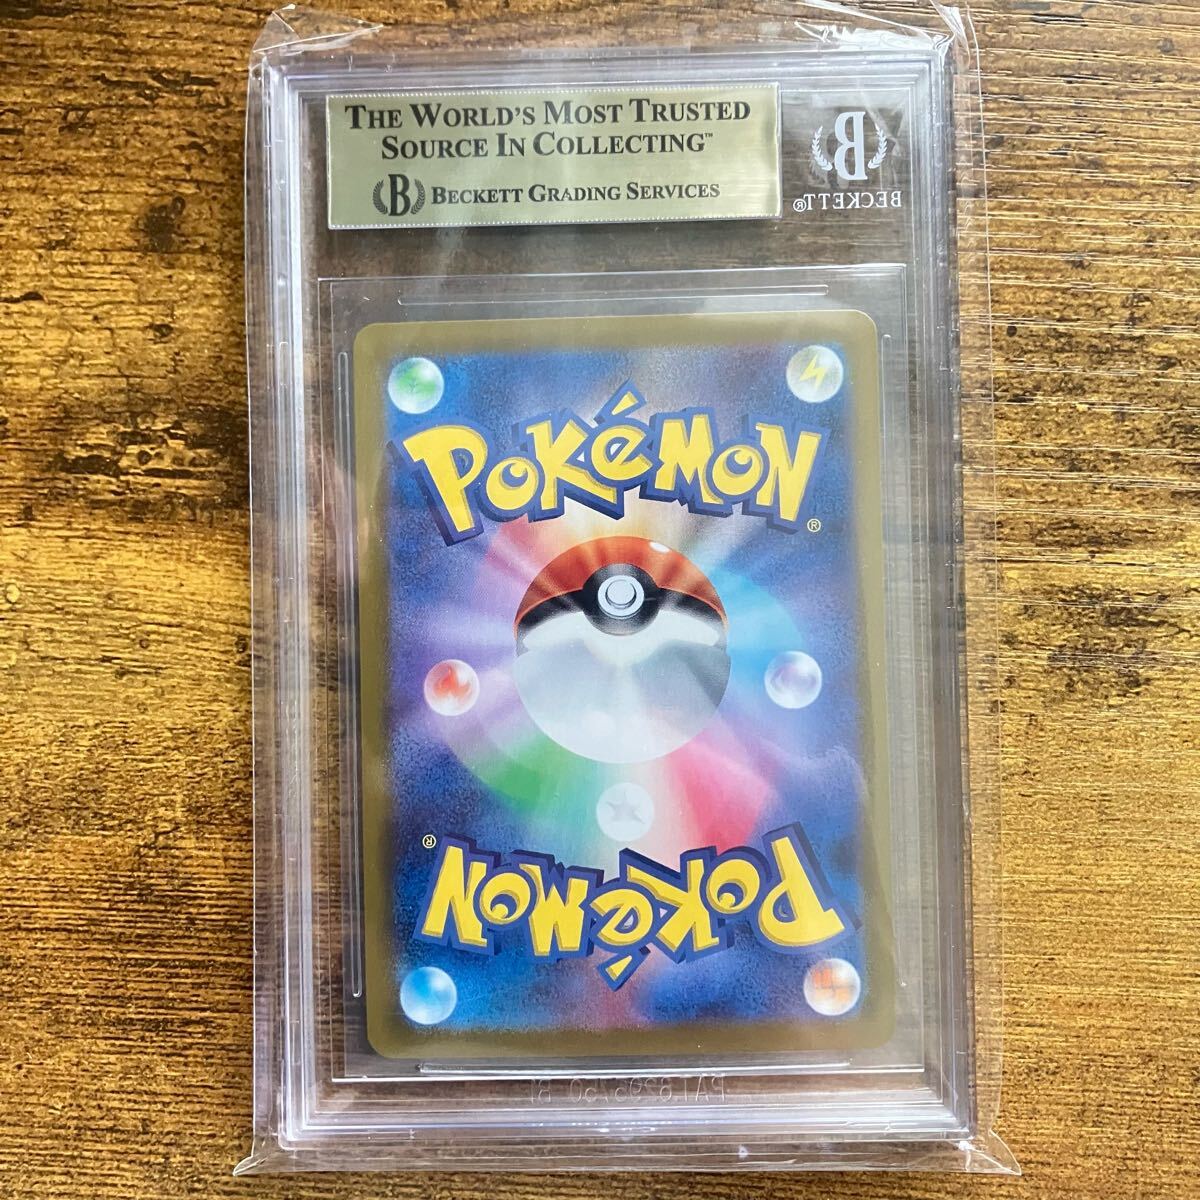 THE WORLD'S MOST TRUSTED
SOURCE IN COLLECTING™
B BECKETT GRADING SERVICES
B
BECKETT®
POKÉMON®
POKÉMON®